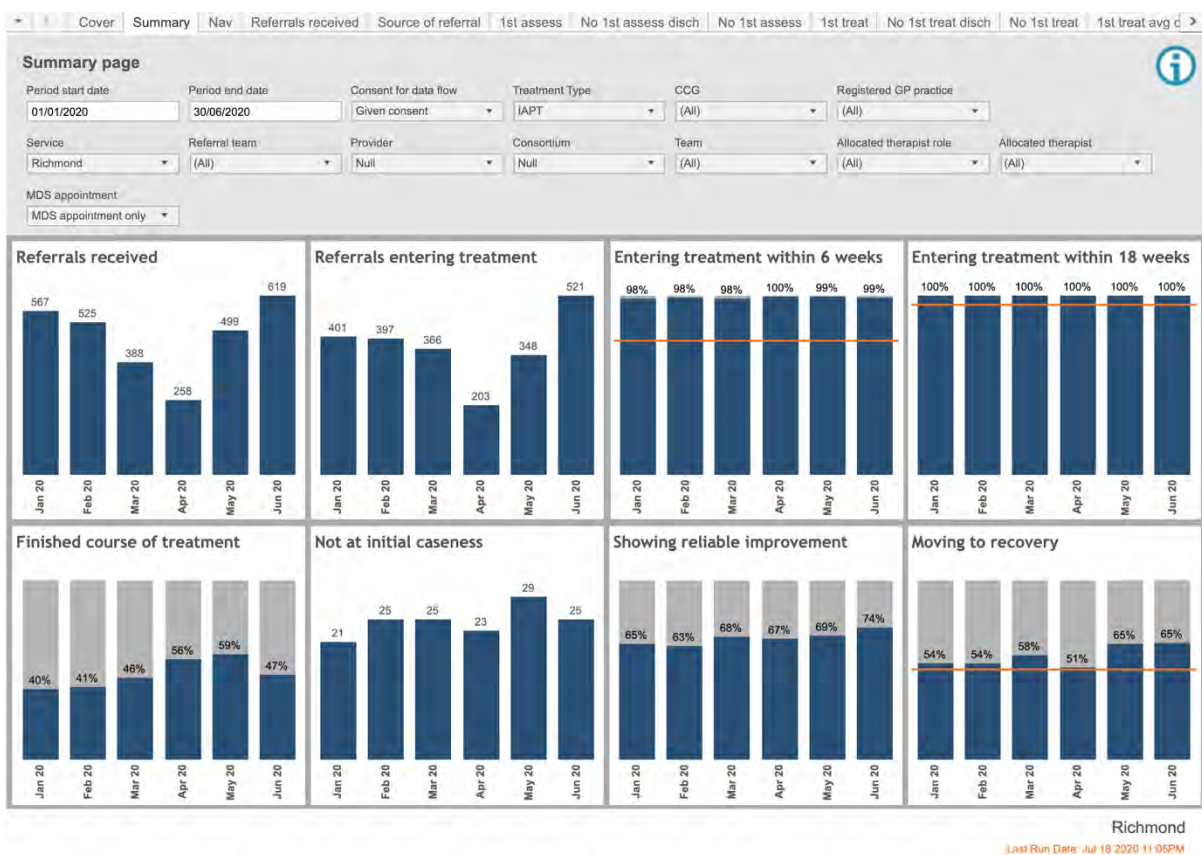 Cover Summary Nav Referrals received Source of referral 1st assess No 1st assess disch No 1st assess 1st treat No 1st treat disch No 1st treat 1st treat avg
Summary page
Period start date Period end date Consent for data flow Treatment Type CCG Registered GP practice
01/01/2020 30/06/2020 Given consent IAPT (All) (All)
Service Referral team Provider Consortium Team Allocated therapist role Allocated therapist
Richmond (All) Null Null (All) (All) (All)
MDS appointment
MDS appointment only
Referrals received
567 525 388 258 499 619
Jan 20 Feb 20 Mar 20 Apr 20 May 20 Jun 20
Referrals entering treatment
401 397 366 203 348 521
Jan 20 Feb 20 Mar 20 Apr 20 May 20 Jun 20
Entering treatment within 6 weeks
98% 98% 98% 100% 99% 99%
Jan 20 Feb 20 Mar 20 Apr 20 May 20 Jun 20
Entering treatment within 18 weeks
100% 100% 100% 100% 100% 100%
Jan 20 Feb 20 Mar 20 Apr 20 May 20 Jun 20
Finished course of treatment
40% 41% 46% 56% 59% 47%
Jan 20 Feb 20 Mar 20 Apr 20 May 20 Jun 20
Not at initial caseness
21 25 25 23 29 25
Jan 20 Feb 20 Mar 20 Apr 20 May 20 Jun 20
Showing reliable improvement
65% 63% 68% 67% 69% 74%
Jan 20 Feb 20 Mar 20 Apr 20 May 20 Jun 20
Moving to recovery
54% 54% 58% 51% 65% 65%
Jan 20 Feb 20 Mar 20 Apr 20 May 20 Jun 20
Richmond
Last Run Date: Jul 18 2020 11:05PM